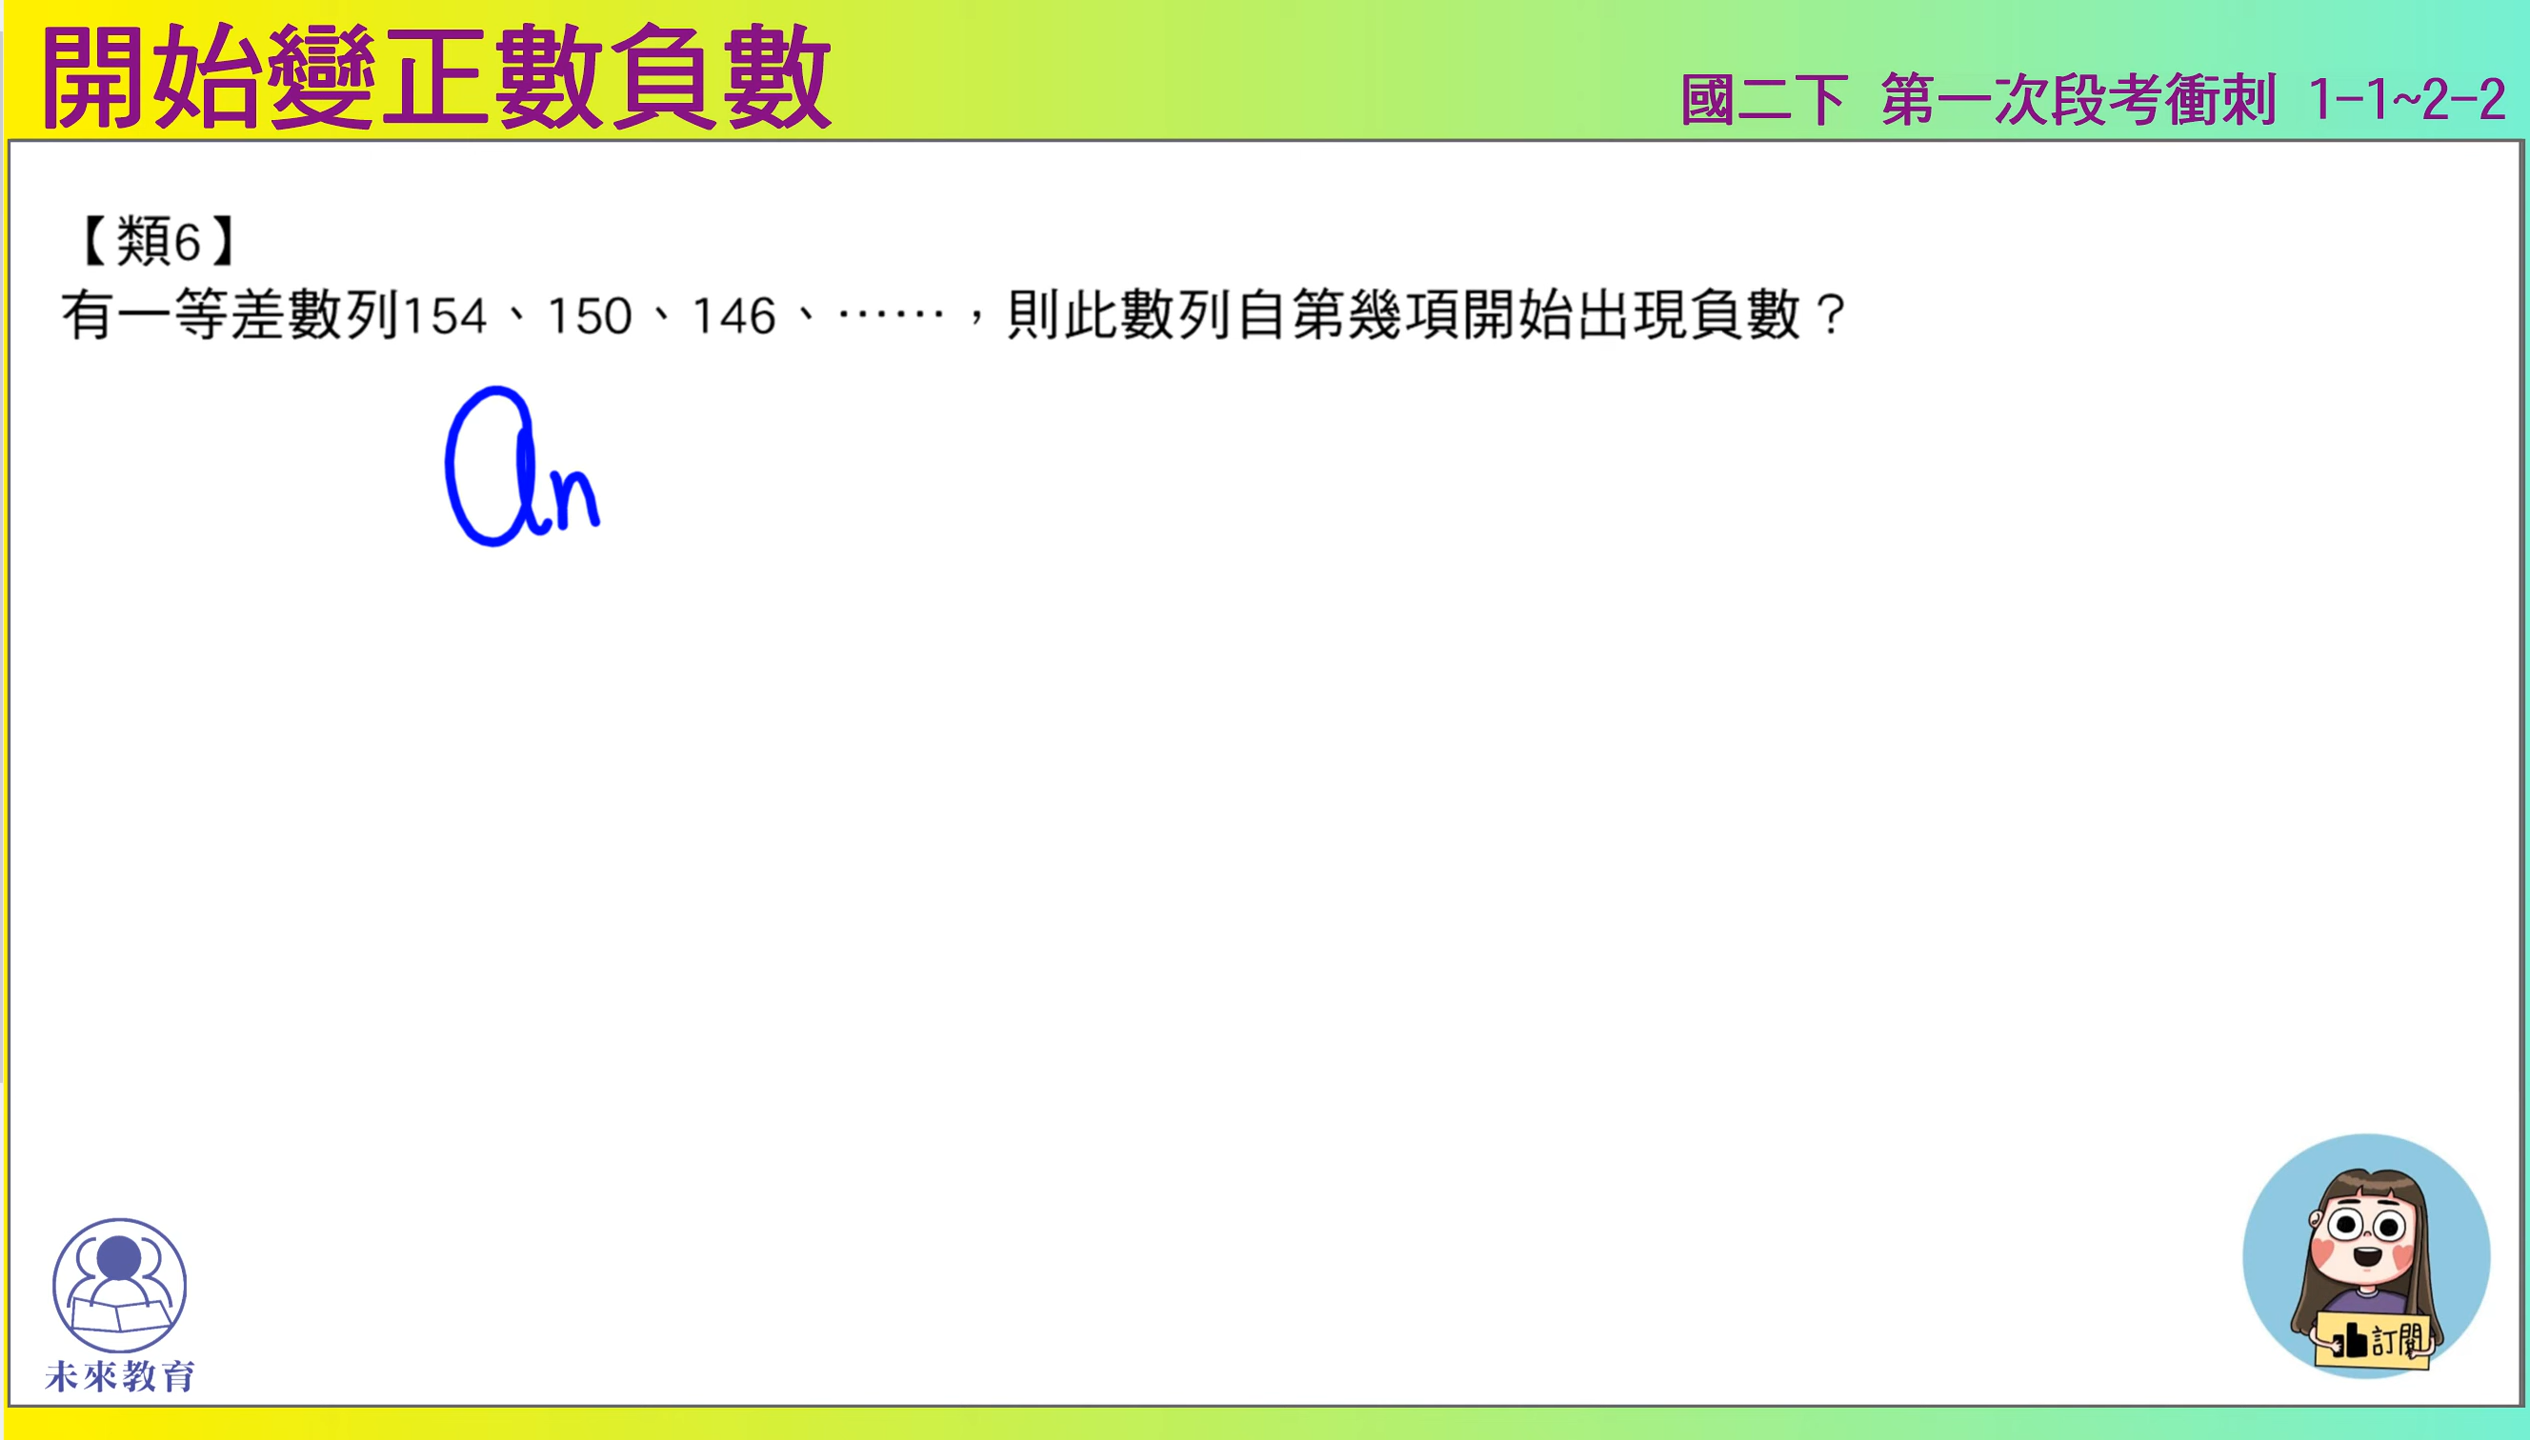 開始變正數負數
國二下 第一次段考衝刺 1-1~2-2
【類6】
有一等差數列154、150、146、⋯⋯，則此數列自第幾項開始出現負數？
an
未來教育
訂閱